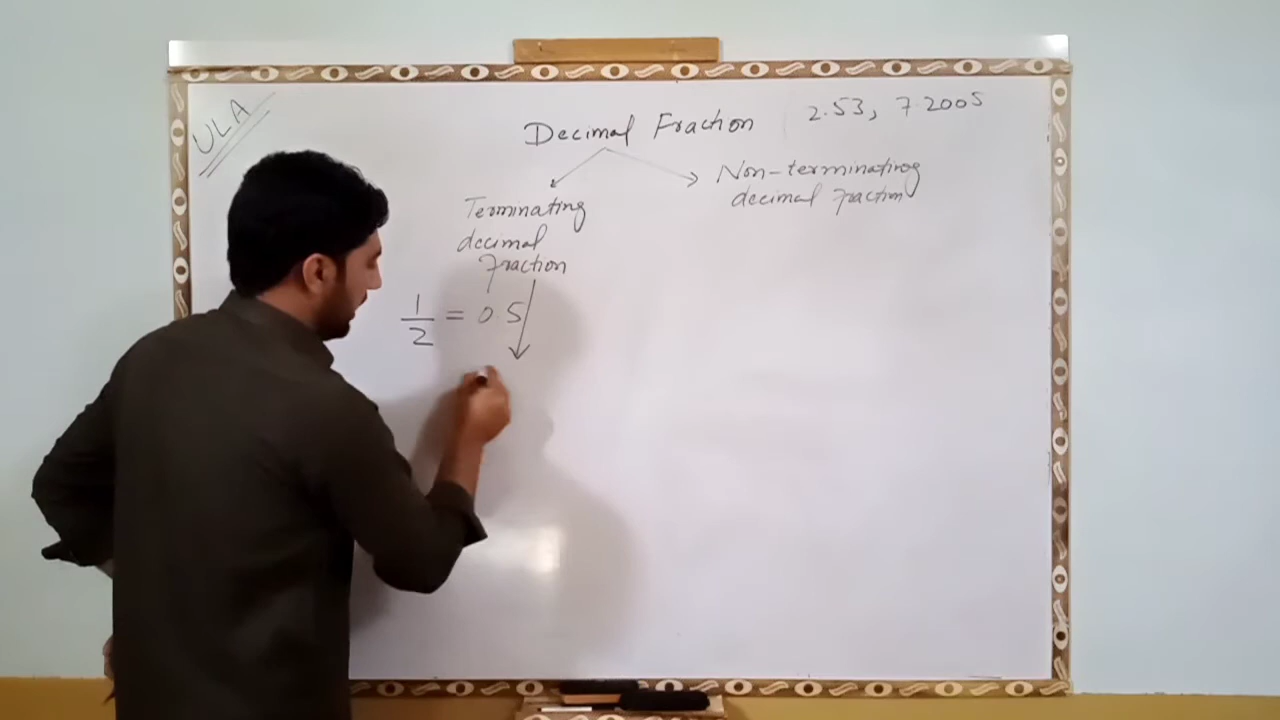 ULA
Decimal Fraction
2.53, 7.2005
Terminating
decimal
Fraction
Non-terminating
decimal Fraction
1/2 = 0.5